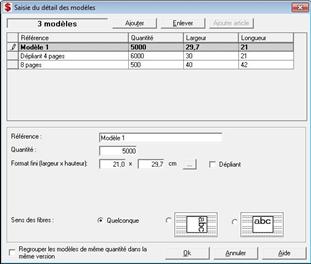 Saisie du détail des modèles
3 modèles Ajouter Enlever Ajouter article
Référence Quantité Largeur Longueur
Modèle 1 5000 29,7 21
Dépliant 4 pages 6000 30 21
8 pages 500 40 42
Référence : Modèle 1
Quantité : 5000
Format fini (largeur x hauteur): 21,0 x 29,7 cm ... Dépliant
Sens des fibres : Quelconque abc abc
Regrouper les modèles de même quantité dans la
même version
Ok Annuler Aide